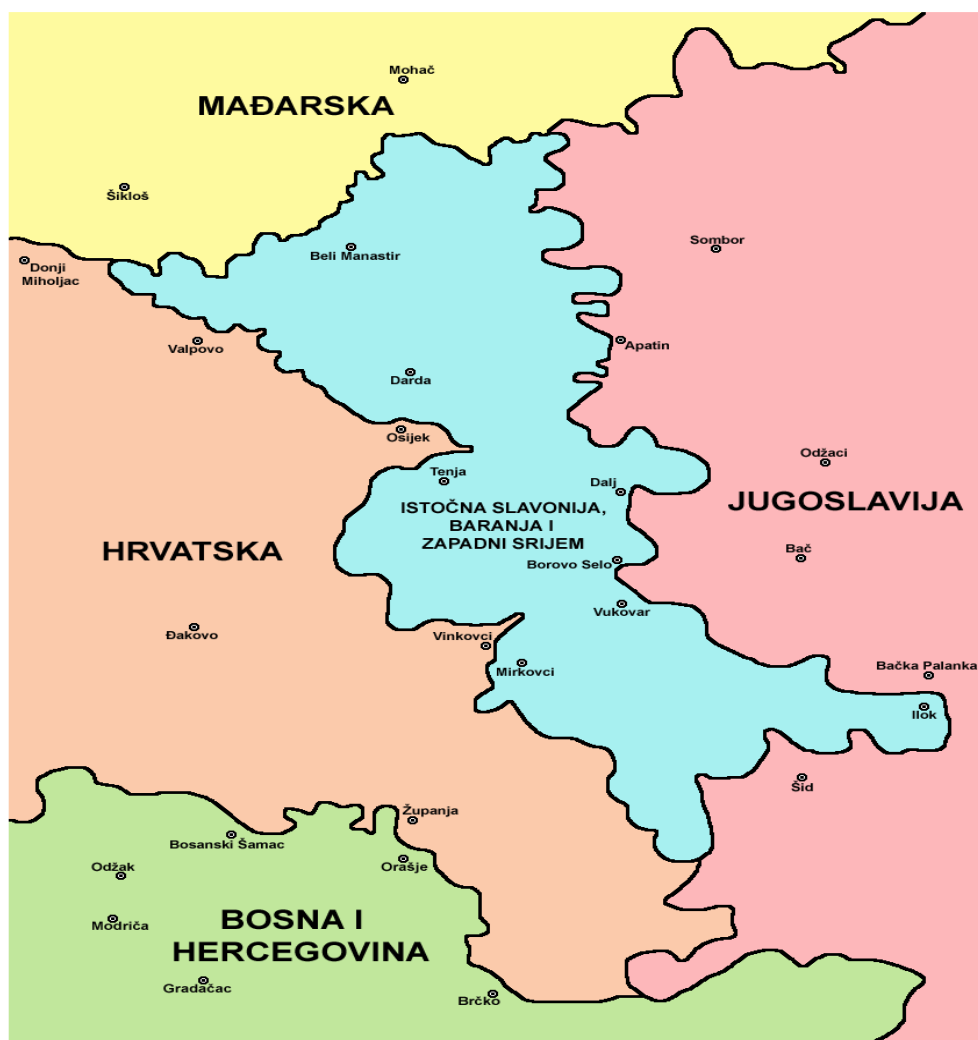 Mohač
MAĐARSKA
Šikloš
Donji
Miholjac
Beli Manastir
Sombor
Valpovo
Apatin
Darda
Osijek
Tenja
Dalj
Odžaci
ISTOČNA SLAVONIJA,
BARANJA I
ZAPADNI SRIJEM
JUGOSLAVIJA
HRVATSKA
Borovo Selo
Bač
Vukovar
Đakovo
Vinkovci
Mirkovci
Bačka Palanka
Ilok
Šid
Županja
Bosanski Šamac
Orašje
Odžak
Modriča
BOSNA I
HERCEGOVINA
Gradačac
Brčko